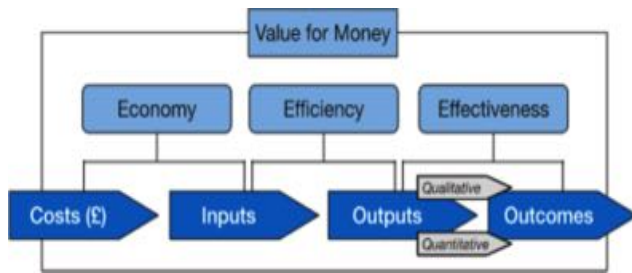 Value for Money
Economy
Efficiency
Effectiveness
Costs (£)
Inputs
Outputs
Qualitative
Quantitative
Outcomes